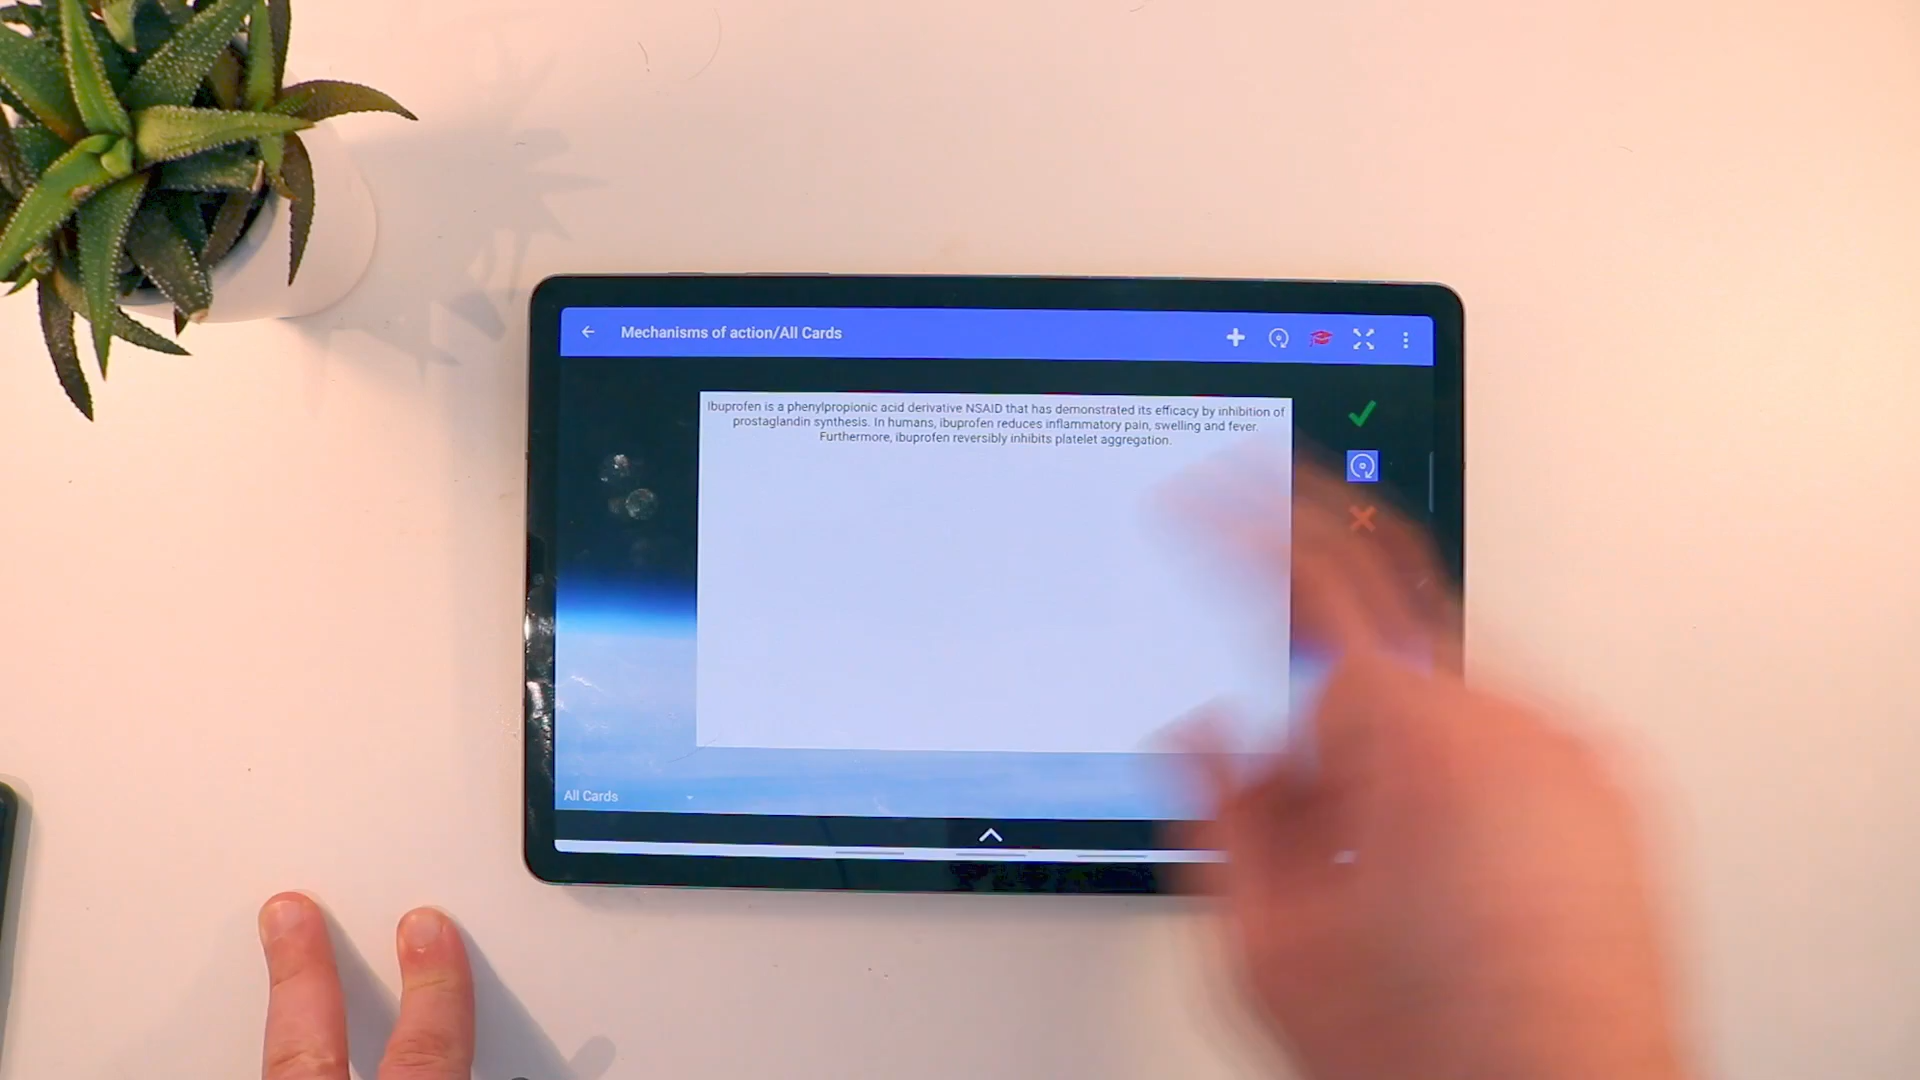 Mechanisms of action/All Cards
Ibuprofen is a phenylpropionic acid derivative NSAID that has demonstrated its efficacy by inhibition of
prostaglandin synthesis. In humans, ibuprofen reduces inflammatory pain, swelling and fever.
Furthermore, ibuprofen reversibly inhibits platelet aggregation.
All Cards